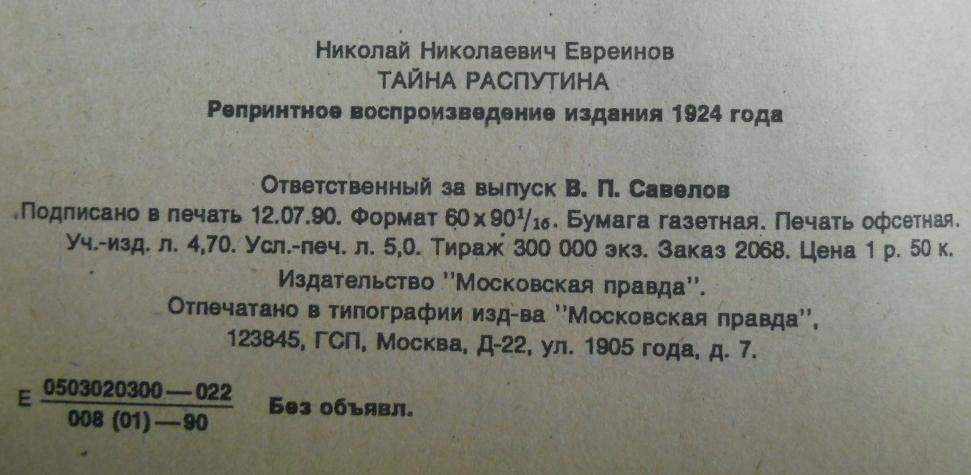 Николай Николаевич Евреинов
ТАЙНА РАСПУТИНА
Репринтное воспроизведение издания 1924 года
Ответственный за выпуск В. П. Савелов
Подписано в печать 12.07.90. Формат 60 х 90¹/₁₆. Бумага газетная. Печать офсетная.
Уч.-изд. л. 4,70. Усл.-печ. л. 5,0. Тираж 300 000 экз. Заказ 2068. Цена 1 р. 50 к.
Издательство "Московская правда".
Отпечатано в типографии изд-ва "Московская правда",
123845, ГСП, Москва, Д-22, ул. 1905 года, д. 7.
Е 0503020300—022 Без объявл.
008 (01)—90